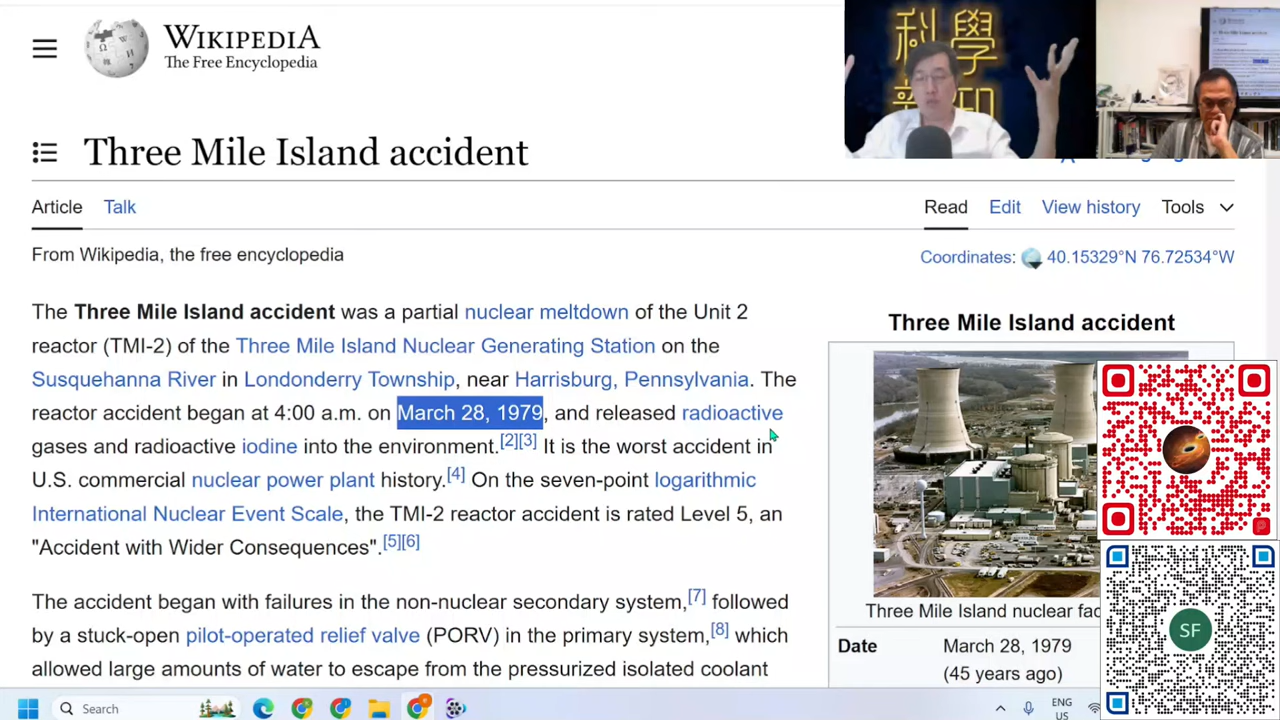 WIKIPEDIA
The Free Encyclopedia
科學
新知
Three Mile Island accident
Article Talk
Read Edit View history Tools
From Wikipedia, the free encyclopedia
Coordinates: 40.15329°N 76.72534°W
The Three Mile Island accident was a partial nuclear meltdown of the Unit 2
reactor (TMI-2) of the Three Mile Island Nuclear Generating Station on the
Susquehanna River in Londonderry Township, near Harrisburg, Pennsylvania. The
reactor accident began at 4:00 a.m. on March 28, 1979, and released radioactive
gases and radioactive iodine into the environment.[2][3] It is the worst accident in
U.S. commercial nuclear power plant history.[4] On the seven-point logarithmic
International Nuclear Event Scale, the TMI-2 reactor accident is rated Level 5, an
"Accident with Wider Consequences".[5][6]
The accident began with failures in the non-nuclear secondary system,[7] followed
by a stuck-open pilot-operated relief valve (PORV) in the primary system,[8] which
allowed large amounts of water to escape from the pressurized isolated coolant
Three Mile Island accident
Three Mile Island nuclear fac
Date March 28, 1979
(45 years ago)
SF
Search
ENG
US